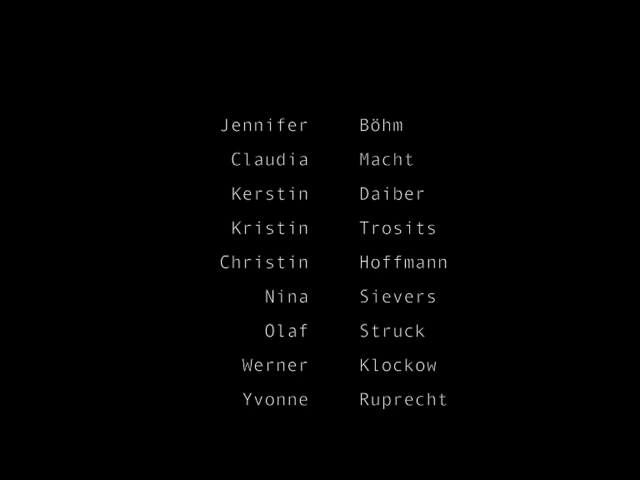 Jennifer Böhm
Claudia Macht
Kerstin Daiber
Kristin Trosits
Christin Hoffmann
Nina Sievers
Olaf Struck
Werner Klockow
Yvonne Ruprecht